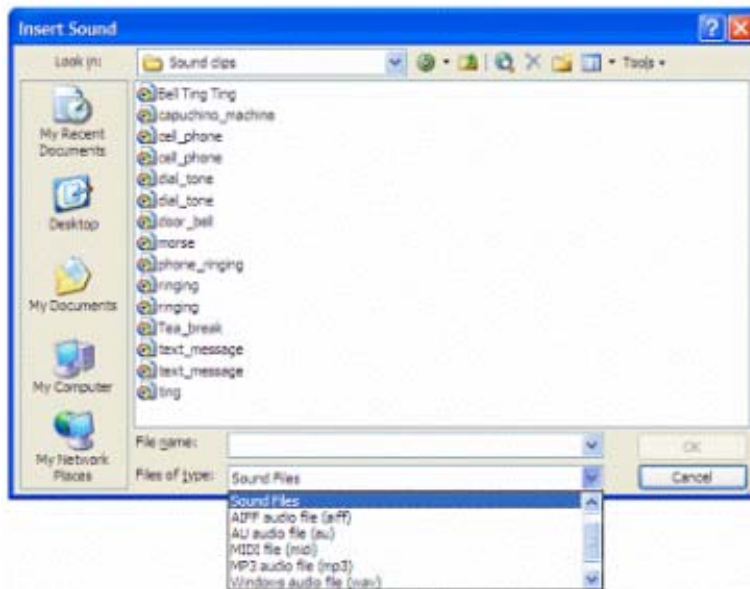 Insert Sound
Look in:
Sound clips
Tools
My Recent
Documents
Desktop
My Documents
My Computer
My Network
Places
Bell Ting Ting
capuchino_machine
cell_phone
cell_phone
dial_tone
dial_tone
door_bell
morse
phone_ringing
ringing
ringing
Tea_break
text_message
text_message
ting
File name:
OK
Files of type:
Sound Files
Cancel
Sound Files
AIFF audio file (aiff)
AU audio file (au)
MIDI file (midi)
MP3 audio file (mp3)
Windows audio file (wav)